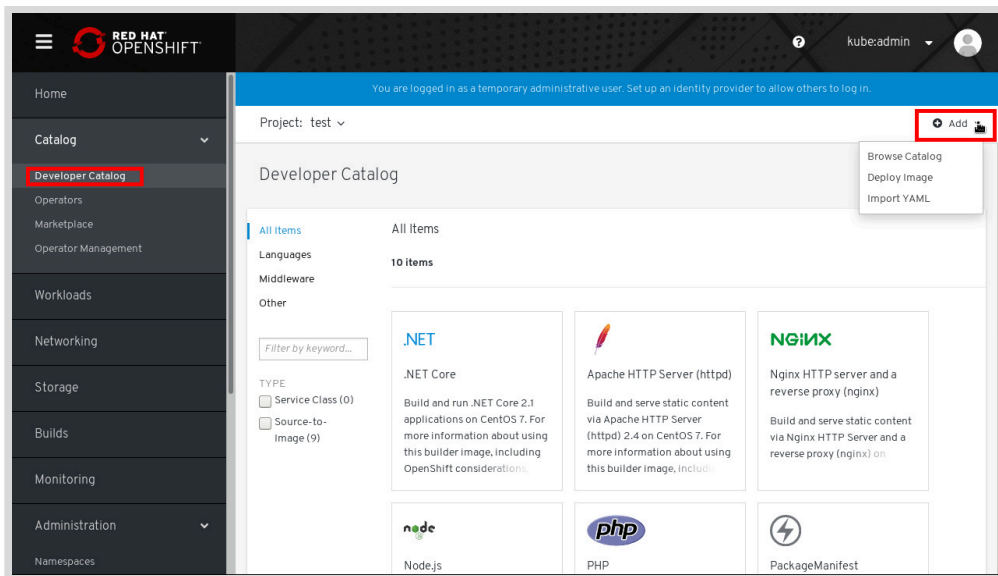 RED HAT
OPENSHIFT
kube:admin
You are logged in as a temporary administrative user. Set up an identity provider to allow others to log in.
Home
Catalog
Developer Catalog
Operators
Marketplace
Operator Management
Workloads
Networking
Storage
Builds
Monitoring
Administration
Namespaces
Project: test
Add
Browse Catalog
Deploy Image
Import YAML
Developer Catalog
All Items
Languages
Middleware
Other
Filter by keyword...
TYPE
Service Class (0)
Source-to-
Image (9)
All Items
10 items
.NET
.NET Core
Build and run .NET Core 2.1
applications on CentOS 7. For
more information about using
this builder image, including
OpenShift considerations,
Apache HTTP Server (httpd)
Build and serve static content
via Apache HTTP Server
(httpd) 2.4 on CentOS 7. For
more information about using
this builder image, includi
NGINX
Nginx HTTP server and a
reverse proxy (nginx)
Build and serve static content
via Nginx HTTP Server and a
reverse proxy (nginx) on
node
Node.js
php
PHP
PackageManifest